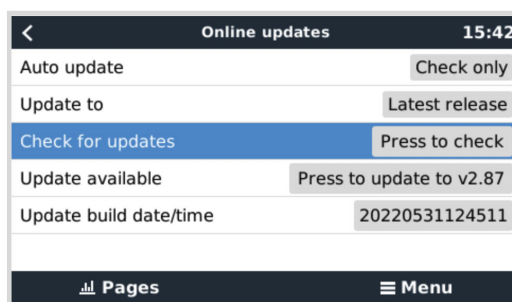 Online updates 15:42
Auto update Check only
Update to Latest release
Check for updates Press to check
Update available Press to update to v2.87
Update build date/time 20220531124511
Pages Menu